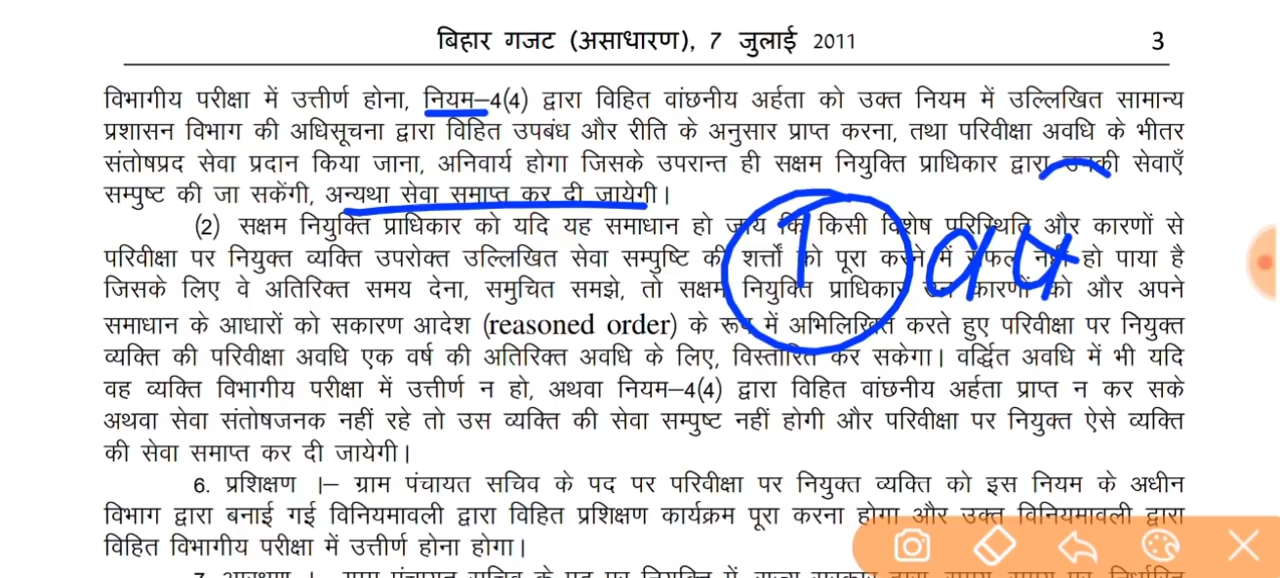 बिहार गजट (असाधारण), 7 जुलाई 2011 3
विभागीय परीक्षा में उत्तीर्ण होना, नियम–4(4) द्वारा विहित वांछनीय अर्हता को उक्त नियम में उल्लिखित सामान्य
प्रशासन विभाग की अधिसूचना द्वारा विहित उपबंध और रीति के अनुसार प्राप्त करना, तथा परिवीक्षा अवधि के भीतर
संतोषप्रद सेवा प्रदान किया जाना, अनिवार्य होगा जिसके उपरान्त ही सक्षम नियुक्ति प्राधिकार द्वारा उनकी सेवाएँ
सम्पुष्ट की जा सकेंगी, अन्यथा सेवा समाप्त कर दी जायेगी।
(2) सक्षम नियुक्ति प्राधिकार को यदि यह समाधान हो जाय कि किसी विशेष परिस्थिति और कारणों से
परिवीक्षा पर नियुक्त व्यक्ति उपरोक्त उल्लिखित सेवा सम्पुष्टि की शर्त्तों को पूरा करने में सफल नहीं हो पाया है
जिसके लिए वे अतिरिक्त समय देना, समुचित समझे, तो सक्षम नियुक्ति प्राधिकार उन कारणों को और अपने
समाधान के आधारों को सकारण आदेश (reasoned order) के रूप में अभिलिखित करते हुए परिवीक्षा पर नियुक्त
व्यक्ति की परिवीक्षा अवधि एक वर्ष की अतिरिक्त अवधि के लिए, विस्तारित कर सकेगा। वर्द्धित अवधि में भी यदि
वह व्यक्ति विभागीय परीक्षा में उत्तीर्ण न हो, अथवा नियम–4(4) द्वारा विहित वांछनीय अर्हता प्राप्त न कर सके
अथवा सेवा संतोषजनक नहीं रहे तो उस व्यक्ति की सेवा सम्पुष्ट नहीं होगी और परिवीक्षा पर नियुक्त ऐसे व्यक्ति
की सेवा समाप्त कर दी जायेगी।
6. प्रशिक्षण ।– ग्राम पंचायत सचिव के पद पर परिवीक्षा पर नियुक्त व्यक्ति को इस नियम के अधीन
विभाग द्वारा बनाई गई विनियमावली द्वारा विहित प्रशिक्षण कार्यक्रम पूरा करना होगा और उक्त विनियमावली द्वारा
विहित विभागीय परीक्षा में उत्तीर्ण होना होगा।